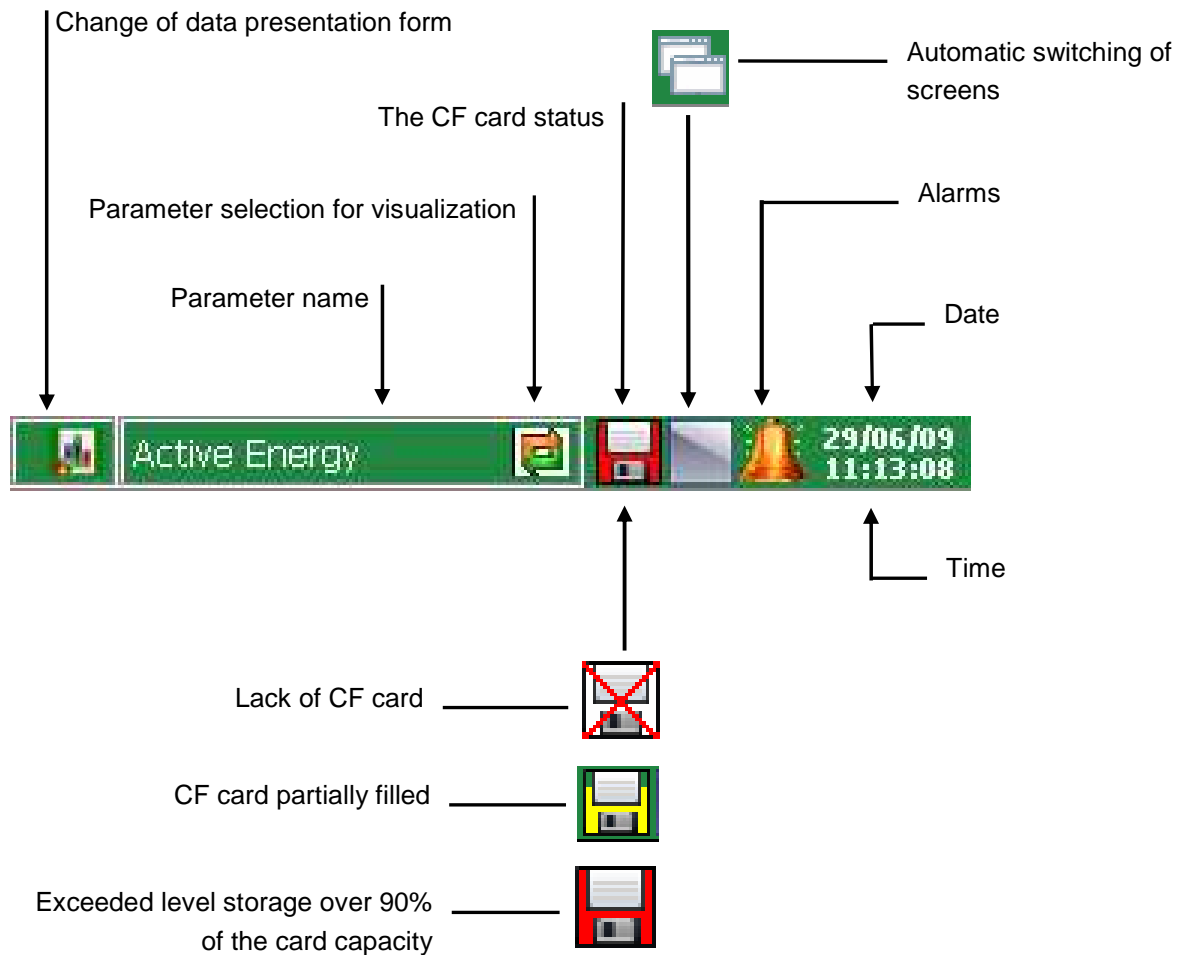 Change of data presentation form
Automatic switching of
screens
The CF card status
Alarms
Parameter selection for visualization
Parameter name
Date
Active Energy
29/06/09
11:13:08
Time
Lack of CF card
CF card partially filled
Exceeded level storage over 90%
of the card capacity